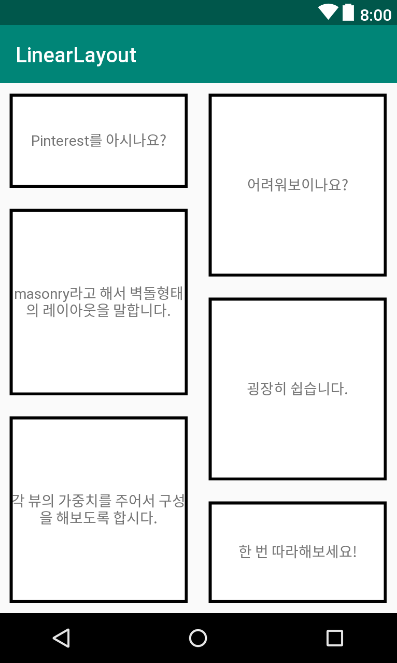 8:00
LinearLayout
Pinterest를 아시나요?
masonry라고 해서 벽돌형태
의 레이아웃을 말합니다.
각 뷰의 가중치를 주어서 구성
을 해보도록 합시다.
어려워보이나요?
굉장히 쉽습니다.
한 번 따라해보세요!